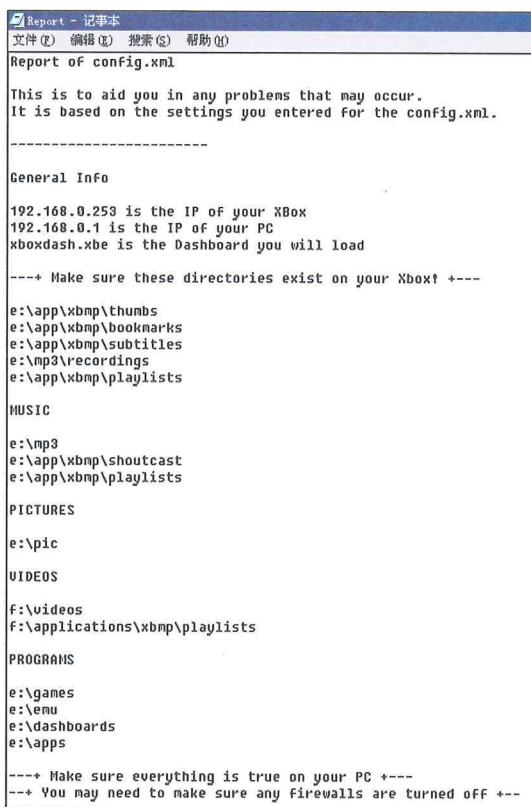 Report - 记事本
文件(F) 编辑(E) 搜索(S) 帮助(H)
Report of config.xml
This is to aid you in any problems that may occur.
It is based on the settings you entered for the config.xml.
------------------------
General Info
192.168.0.253 is the IP of your XBox
192.168.0.1 is the IP of your PC
xboxdash.xbe is the Dashboard you will load
---+ Make sure these directories exist on your Xbox! +---
e:\app\xbmp\thumbs
e:\app\xbmp\bookmarks
e:\app\xbmp\subtitles
e:\mp3\recordings
e:\app\xbmp\playlists
MUSIC
e:\mp3
e:\app\xbmp\shoutcast
e:\app\xbmp\playlists
PICTURES
e:\pic
VIDEOS
f:\videos
f:\applications\xbmp\playlists
PROGRAMS
e:\games
e:\emu
e:\dashboards
e:\apps
---+ Make sure everything is true on your PC +---
--+ You may need to make sure any firewalls are turned off +--